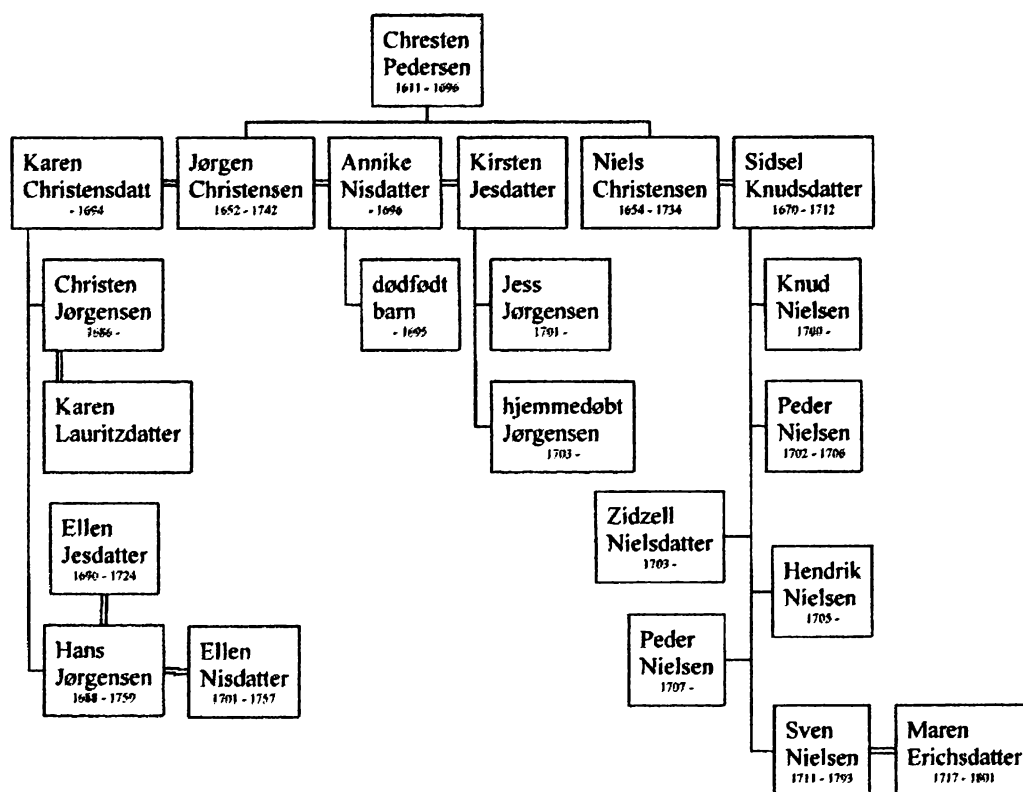 Chresten
Pedersen
1611 - 1696
Karen
Christensdatt
- 1694
Jørgen
Christensen
1652 - 1742
Annike
Nisdatter
- 1696
Kirsten
Jesdatter
Niels
Christensen
1654 - 1734
Sidsel
Knudsdatter
1670 - 1712
Christen
Jørgensen
1686 -
dødfødt
barn
- 1695
Jess
Jørgensen
1701 -
Knud
Nielsen
1700 -
Karen
Lauritzdatter
hjemmedøbt
Jørgensen
1703 -
Peder
Nielsen
1702 - 1706
Ellen
Jesdatter
1690 - 1724
Zidzell
Nielsdatter
1703 -
Hendrik
Nielsen
1705 -
Hans
Jørgensen
1688 - 1759
Ellen
Nisdatter
1701 - 1757
Peder
Nielsen
1707 -
Sven
Nielsen
1711 - 1793
Maren
Erichsdatter
1717 - 1801